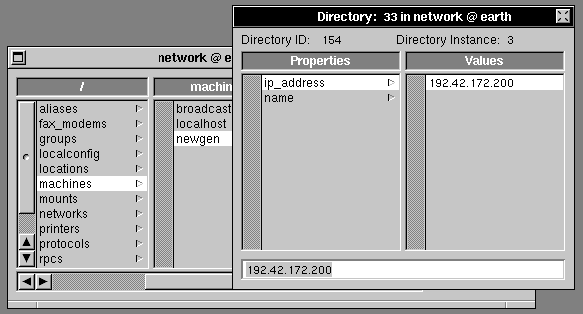 Directory: 33 in network @ earth
Directory ID: 154 Directory Instance: 3
Properties Values
ip_address 192.42.172.200
name
192.42.172.200
network @ e
/ machin
aliases broadcast
fax_modems localhost
groups newgen
localconfig
locations
machines
mounts
networks
printers
protocols
rpcs